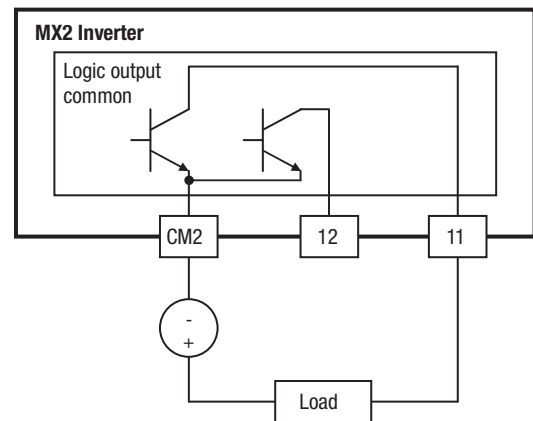 MX2 Inverter
Logic output
common
CM2
12
11
-
+
Load